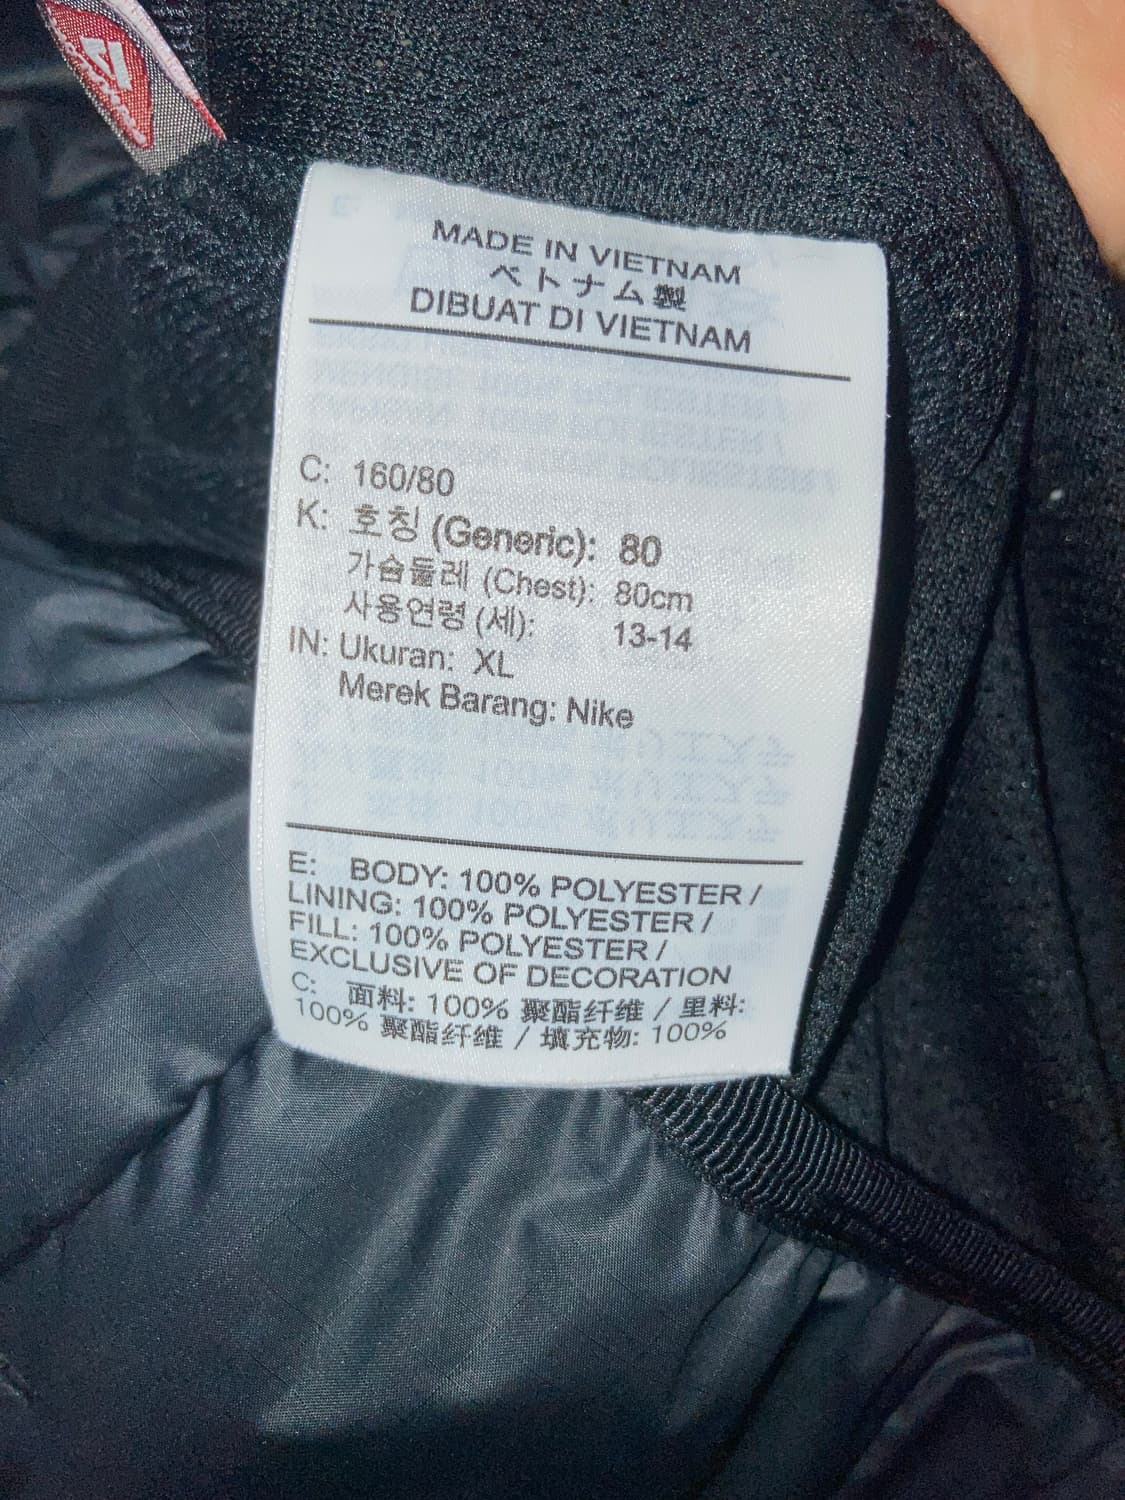 MADE IN VIETNAM
ベトナム製
DIBUAT DI VIETNAM
C: 160/80
K: 호칭 (Generic): 80
가슴둘레 (Chest): 80cm
사용연령 (세): 13-14
IN: Ukuran: XL
Merek Barang: Nike
E: BODY: 100% POLYESTER /
LINING: 100% POLYESTER /
FILL: 100% POLYESTER /
EXCLUSIVE OF DECORATION
C: 面料: 100% 聚酯纤维 / 里料:
100% 聚酯纤维 / 填充物: 100%